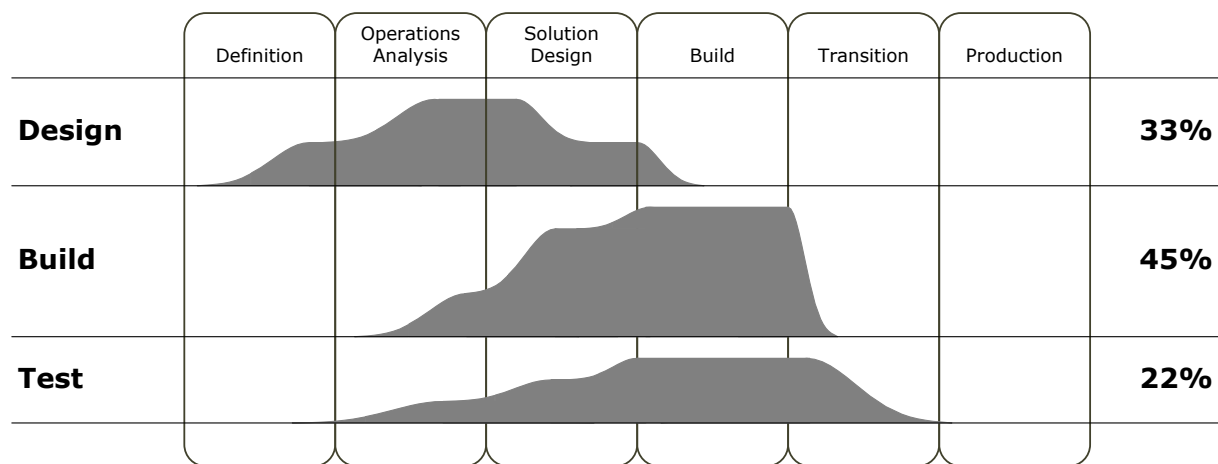 Definition
Operations
Analysis
Solution
Design
Build
Transition
Production
Design
33%
Build
45%
Test
22%